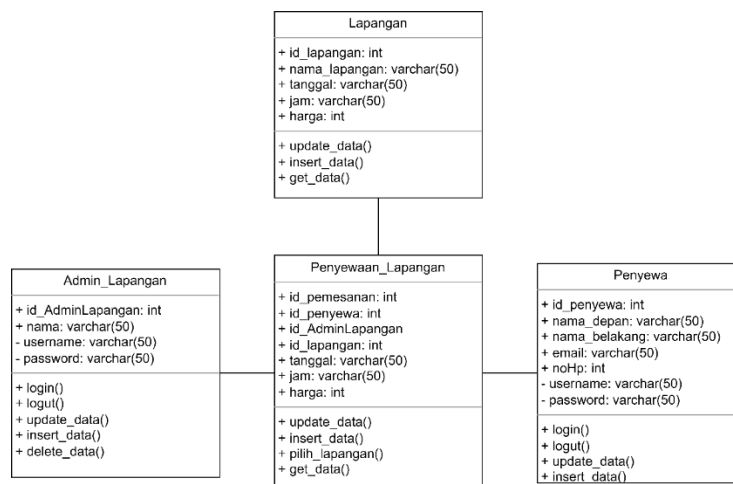 Lapangan
+ id_lapangan: int
+ nama_lapangan: varchar(50)
+ tanggal: varchar(50)
+ jam: varchar(50)
+ harga: int
+ update_data()
+ insert_data()
+ get_data()
Admin_Lapangan
+ id_AdminLapangan: int
+ nama: varchar(50)
- username: varchar(50)
- password: varchar(50)
+ login()
+ logut()
+ update_data()
+ insert_data()
+ delete_data()
Penyewaan_Lapangan
+ id_pemesanan: int
+ id_penyewa: int
+ id_AdminLapangan
+ id_lapangan: int
+ tanggal: varchar(50)
+ jam: varchar(50)
+ harga: int
+ update_data()
+ insert_data()
+ pilih_lapangan()
+ get_data()
Penyewa
+ id_penyewa: int
+ nama_depan: varchar(50)
+ nama_belakang: varchar(50)
+ email: varchar(50)
+ noHp: int
- username: varchar(50)
- password: varchar(50)
+ login()
+ logut()
+ update_data()
+ insert_data()